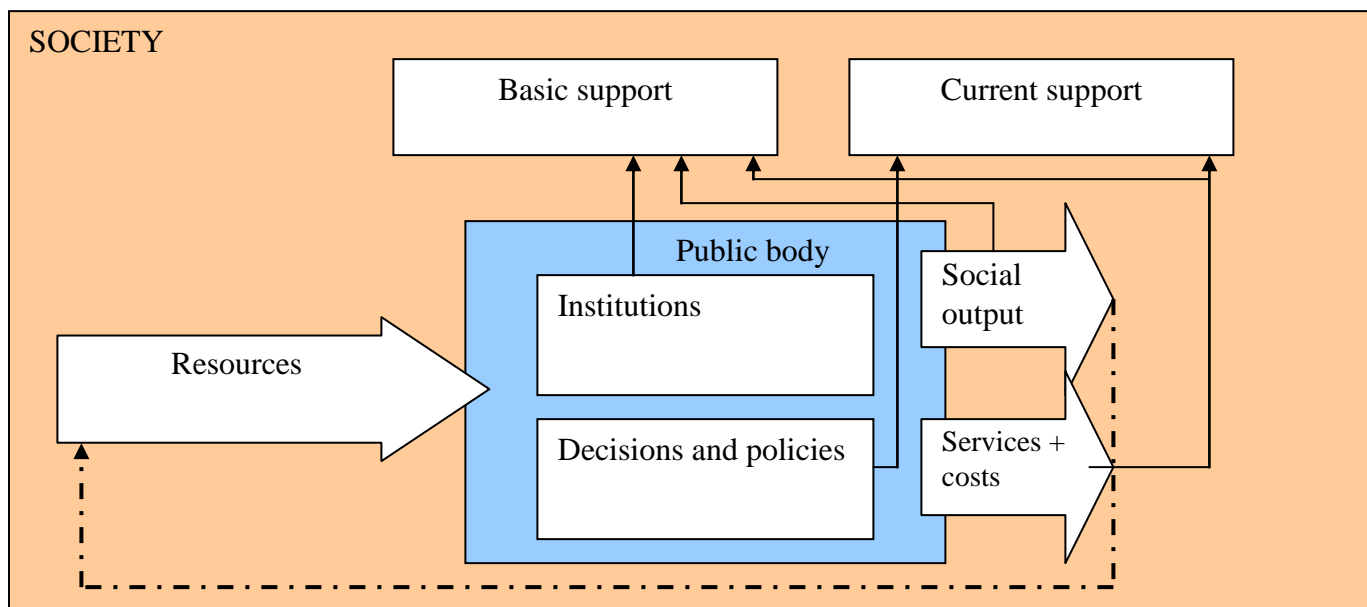 SOCIETY
Basic support
Current support
Public body
Institutions
Social
output
Resources
Decisions and policies
Services +
costs